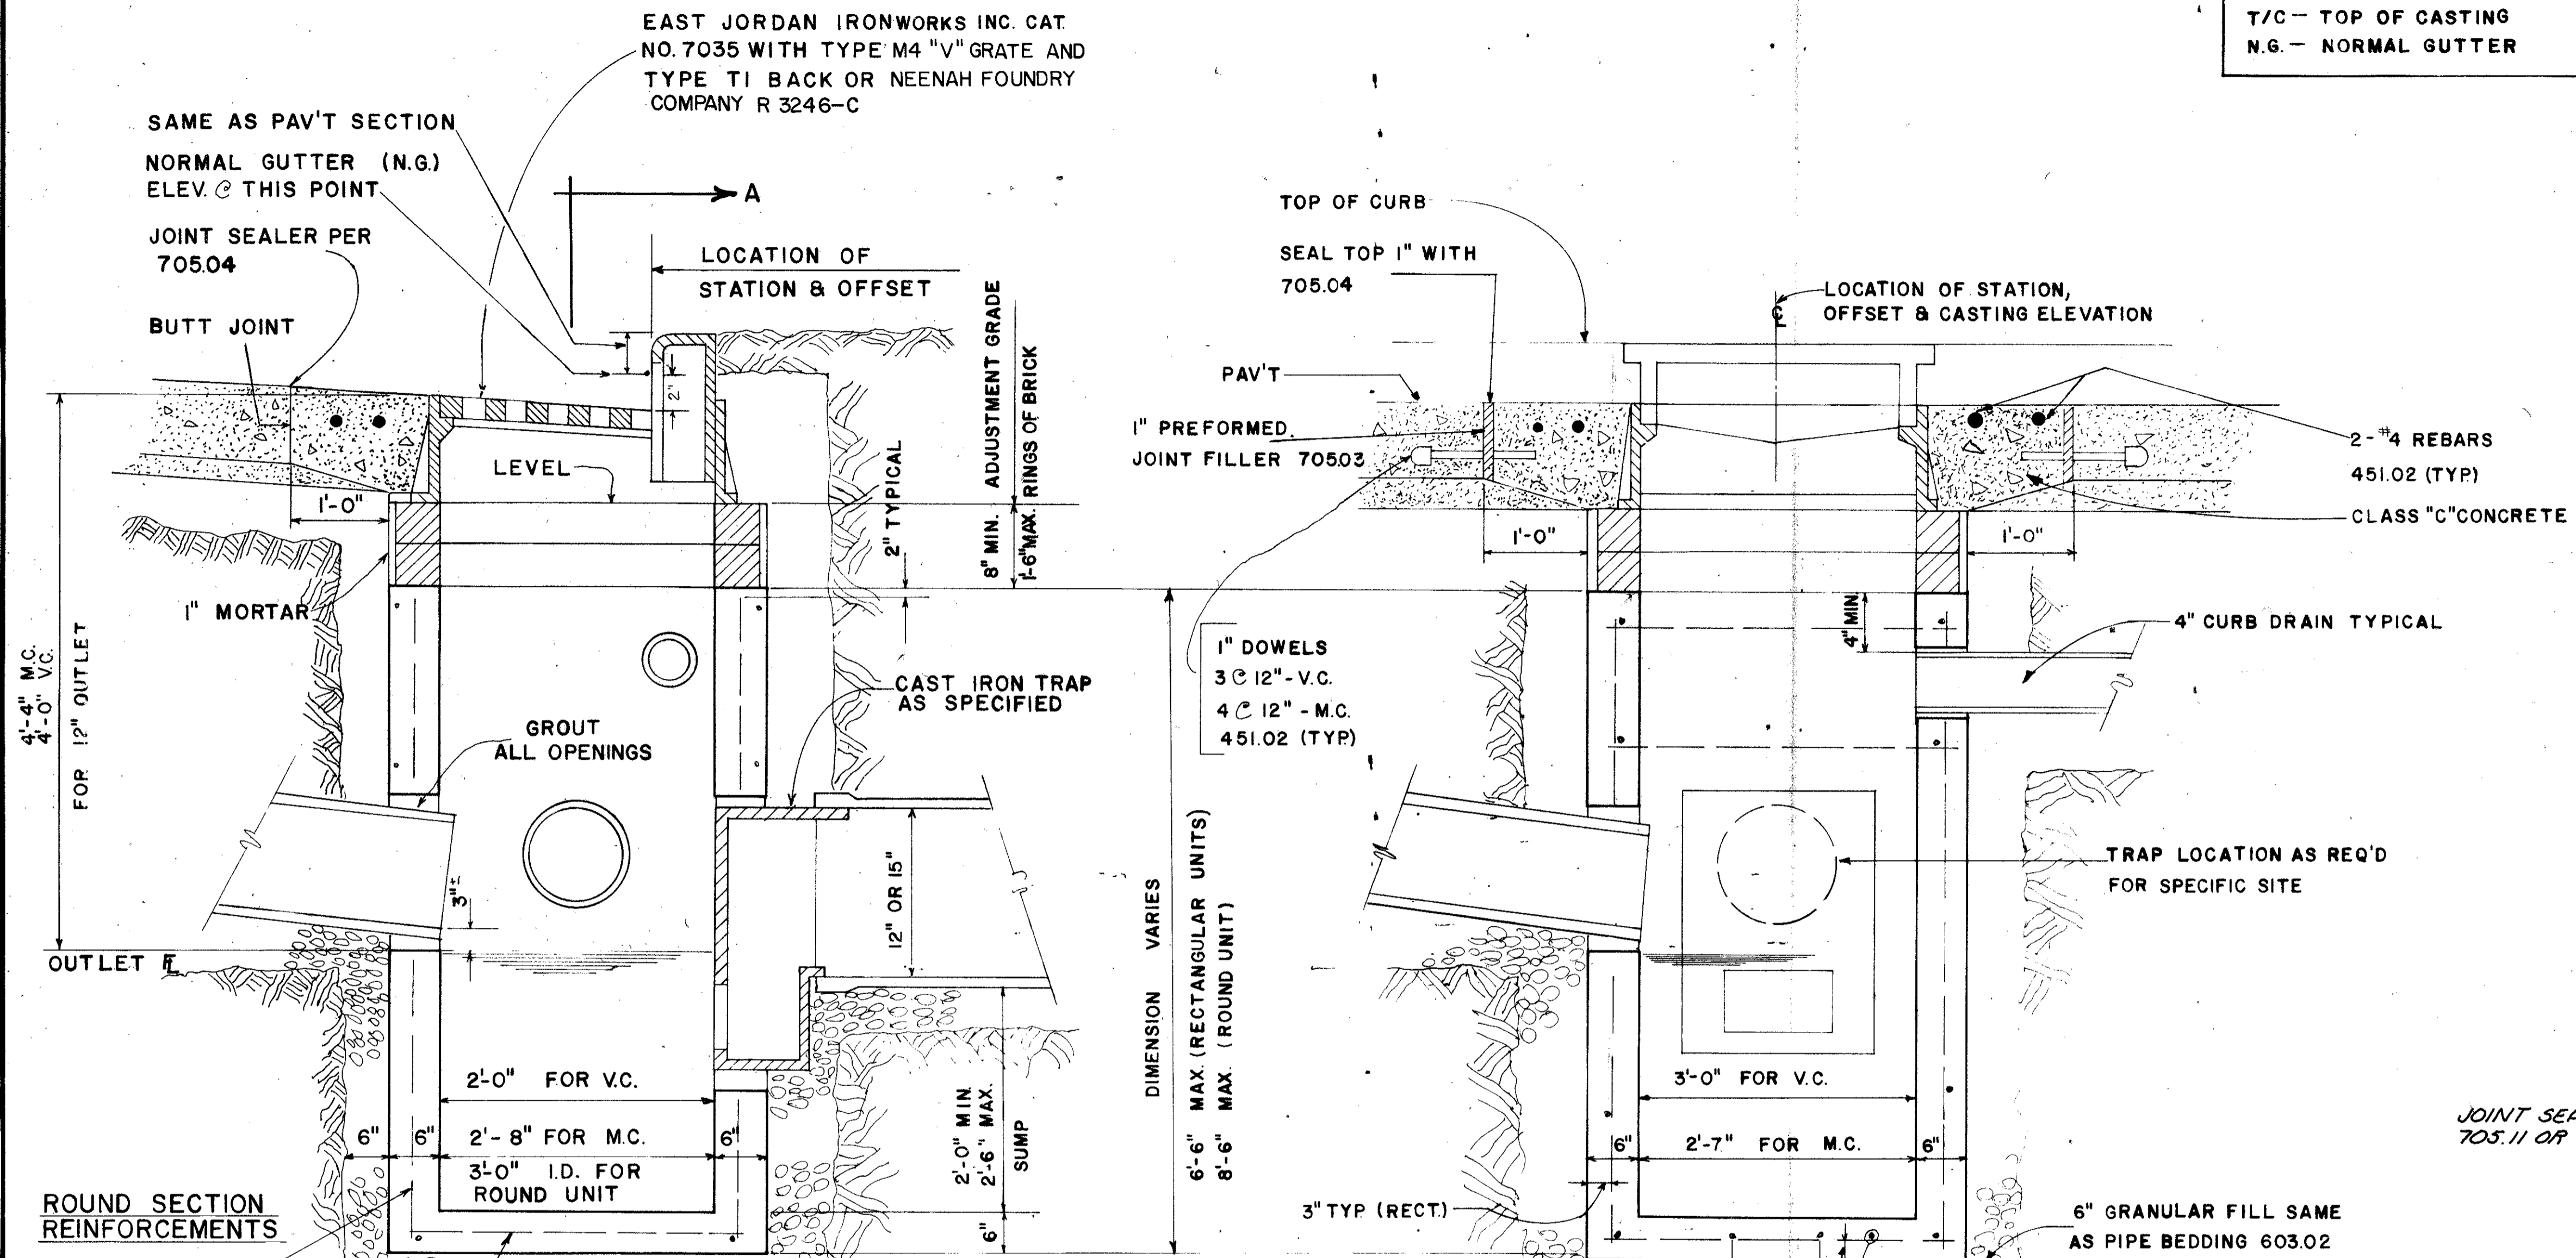 EAST JORDAN IRONWORKS INC. CAT.
NO. 7035 WITH TYPE M4 "V" GRATE AND
TYPE T1 BACK OR NEENAH FOUNDRY
COMPANY R 3246-C
T/C — TOP OF CASTING
N.G. — NORMAL GUTTER
SAME AS PAV'T SECTION
NORMAL GUTTER (N.G.)
ELEV. @ THIS POINT
JOINT SEALER PER
705.04
BUTT JOINT
A
LOCATION OF
STATION & OFFSET
2"
LEVEL
1'-0"
1" MORTAR
8" MIN. ADJUSTMENT GRADE
1'-6" MAX. RINGS OF BRICK
2" TYPICAL
4'-4" M.C.
4'-0" V.C.
FOR 12" OUTLET
GROUT
ALL OPENINGS
CAST IRON TRAP
AS SPECIFIED
3"±
12" OR 15"
OUTLET FL
2'-0" FOR V.C.
6"
6"
2'-8" FOR M.C.
6"
3'-0" I.D. FOR
ROUND UNIT
2'-0" MIN
2'-6" MAX.
SUMP
6"
ROUND SECTION
REINFORCEMENTS
DIMENSION VARIES
6'-6" MAX. (RECTANGULAR UNITS)
8'-6" MAX. (ROUND UNIT)
TOP OF CURB
SEAL TOP 1" WITH
705.04
LOCATION OF STATION,
OFFSET & CASTING ELEVATION
CL
PAV'T
1" PREFORMED
JOINT FILLER 705.03
1'-0"
1'-0"
2-#4 REBARS
451.02 (TYP.)
CLASS "C" CONCRETE
1" DOWELS
3 @ 12"- V.C.
4 @ 12" - M.C.
451.02 (TYP.)
4" MIN.
4" CURB DRAIN TYPICAL
TRAP LOCATION AS REQ'D
FOR SPECIFIC SITE
3'-0" FOR V.C.
6"
2'-7" FOR M.C.
6"
3" TYP. (RECT.)
JOINT SEA
705.11 OR
6" GRANULAR FILL SAME
AS PIPE BEDDING 603.02